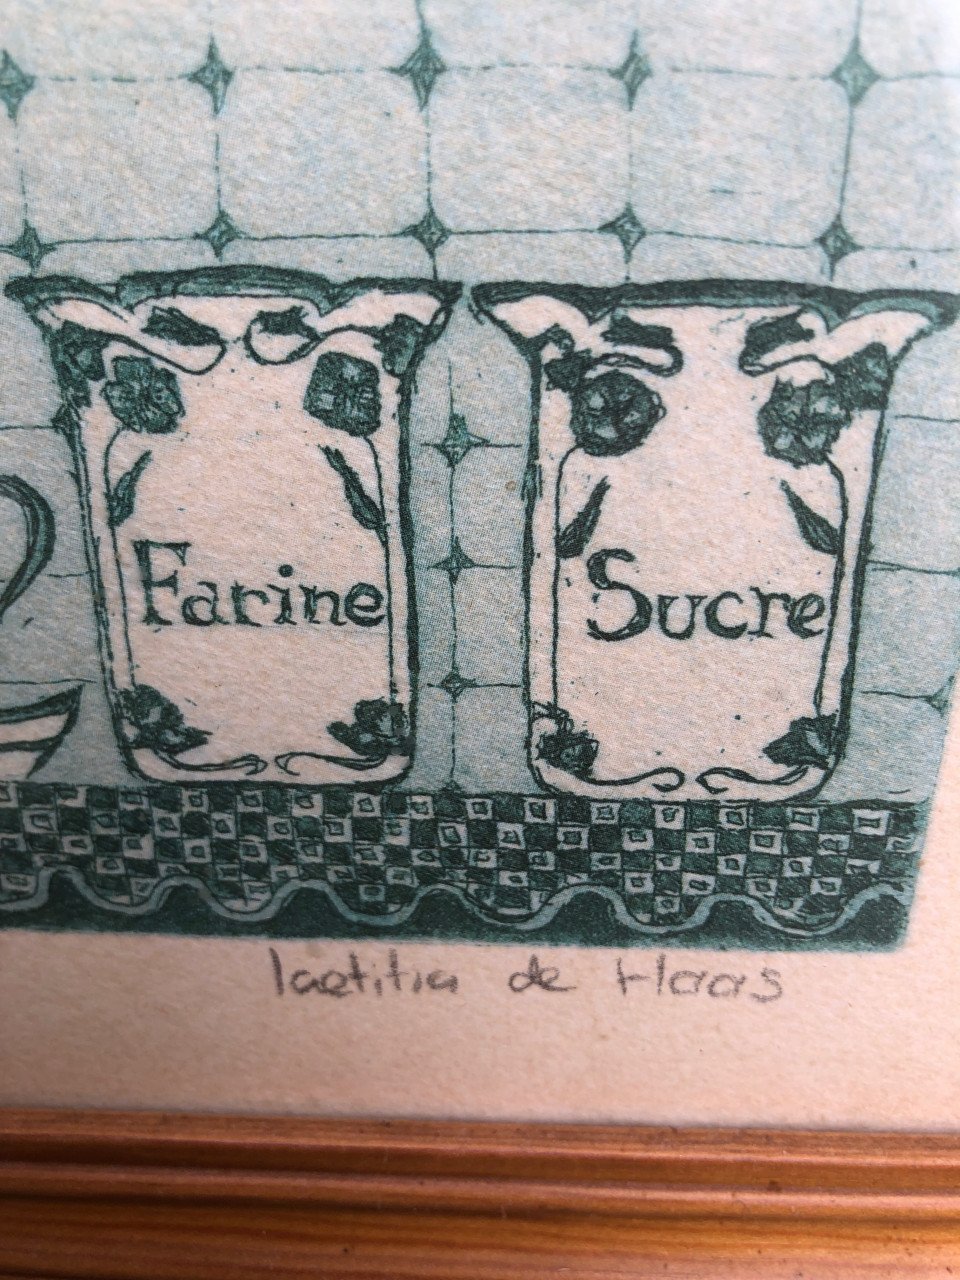 Farine Sucre
laetitia de Haas